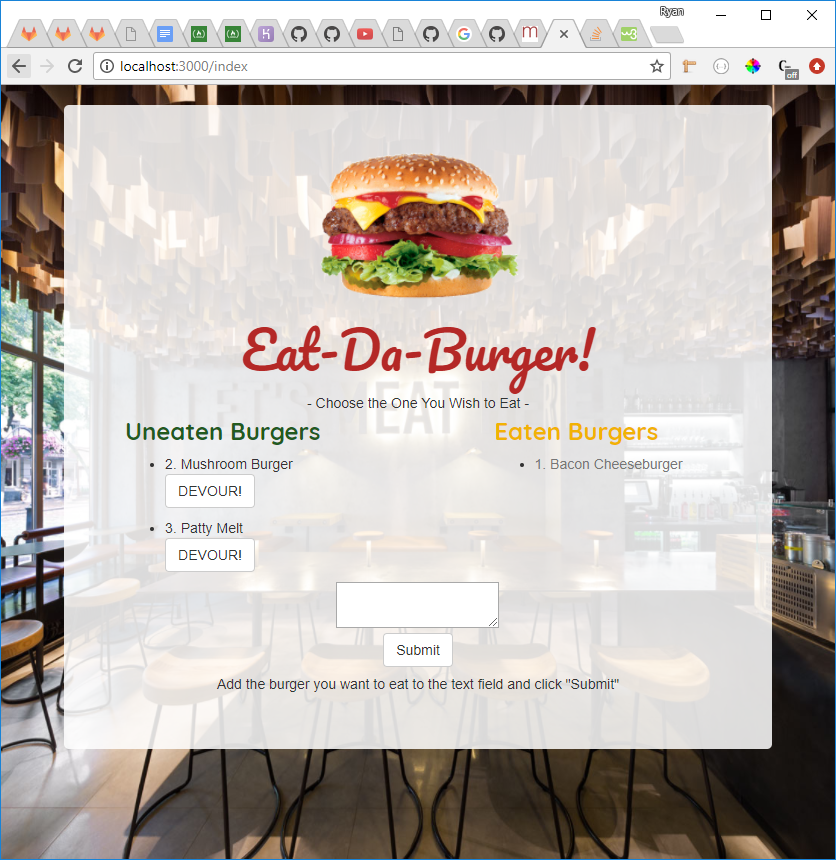 Ryan
localhost:3000/index
off
Eat-Da-Burger!
- Choose the One You Wish to Eat -
Uneaten Burgers
2. Mushroom Burger
DEVOUR!
3. Patty Melt
DEVOUR!
Eaten Burgers
1. Bacon Cheeseburger
Submit
Add the burger you want to eat to the text field and click "Submit"